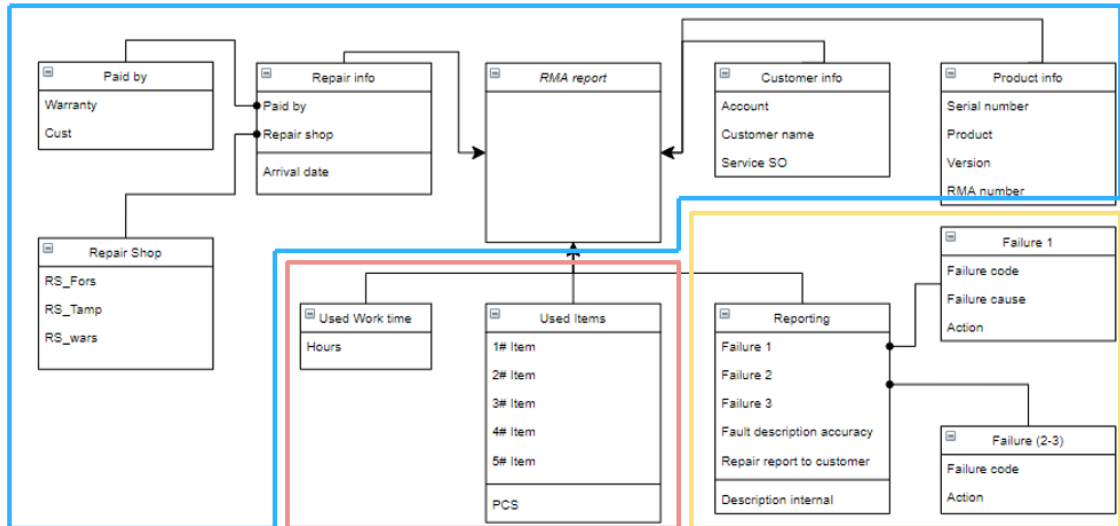 Paid by
Warranty
Cust
Repair info
Paid by
Repair shop
Arrival date
RMA report
Customer info
Account
Customer name
Service SO
Product info
Serial number
Product
Version
RMA number
Repair Shop
RS_Fors
RS_Tamp
RS_wars
Used Work time
Hours
Used Items
1# Item
2# Item
3# Item
4# Item
5# Item
PCS
Reporting
Failure 1
Failure 2
Failure 3
Fault description accuracy
Repair report to customer
Description internal
Failure 1
Failure code
Failure cause
Action
Failure (2-3)
Failure code
Action